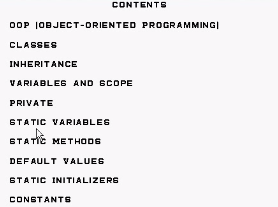 CONTENTS
OOP (OBJECT-ORIENTED PROGRAMMING)
CLASSES
INHERITANCE
VARIABLES AND SCOPE
PRIVATE
STATIC VARIABLES
STATIC METHODS
DEFAULT VALUES
STATIC INITIALIZERS
CONSTANTS